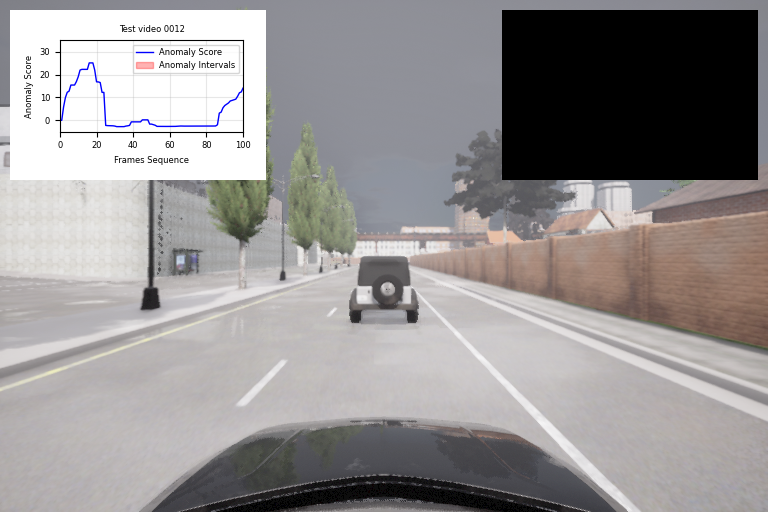 Test video 0012
Anomaly Score
Anomaly Intervals
Anomaly Score
30
20
10
0
0 20 40 60 80 100
Frames Sequence